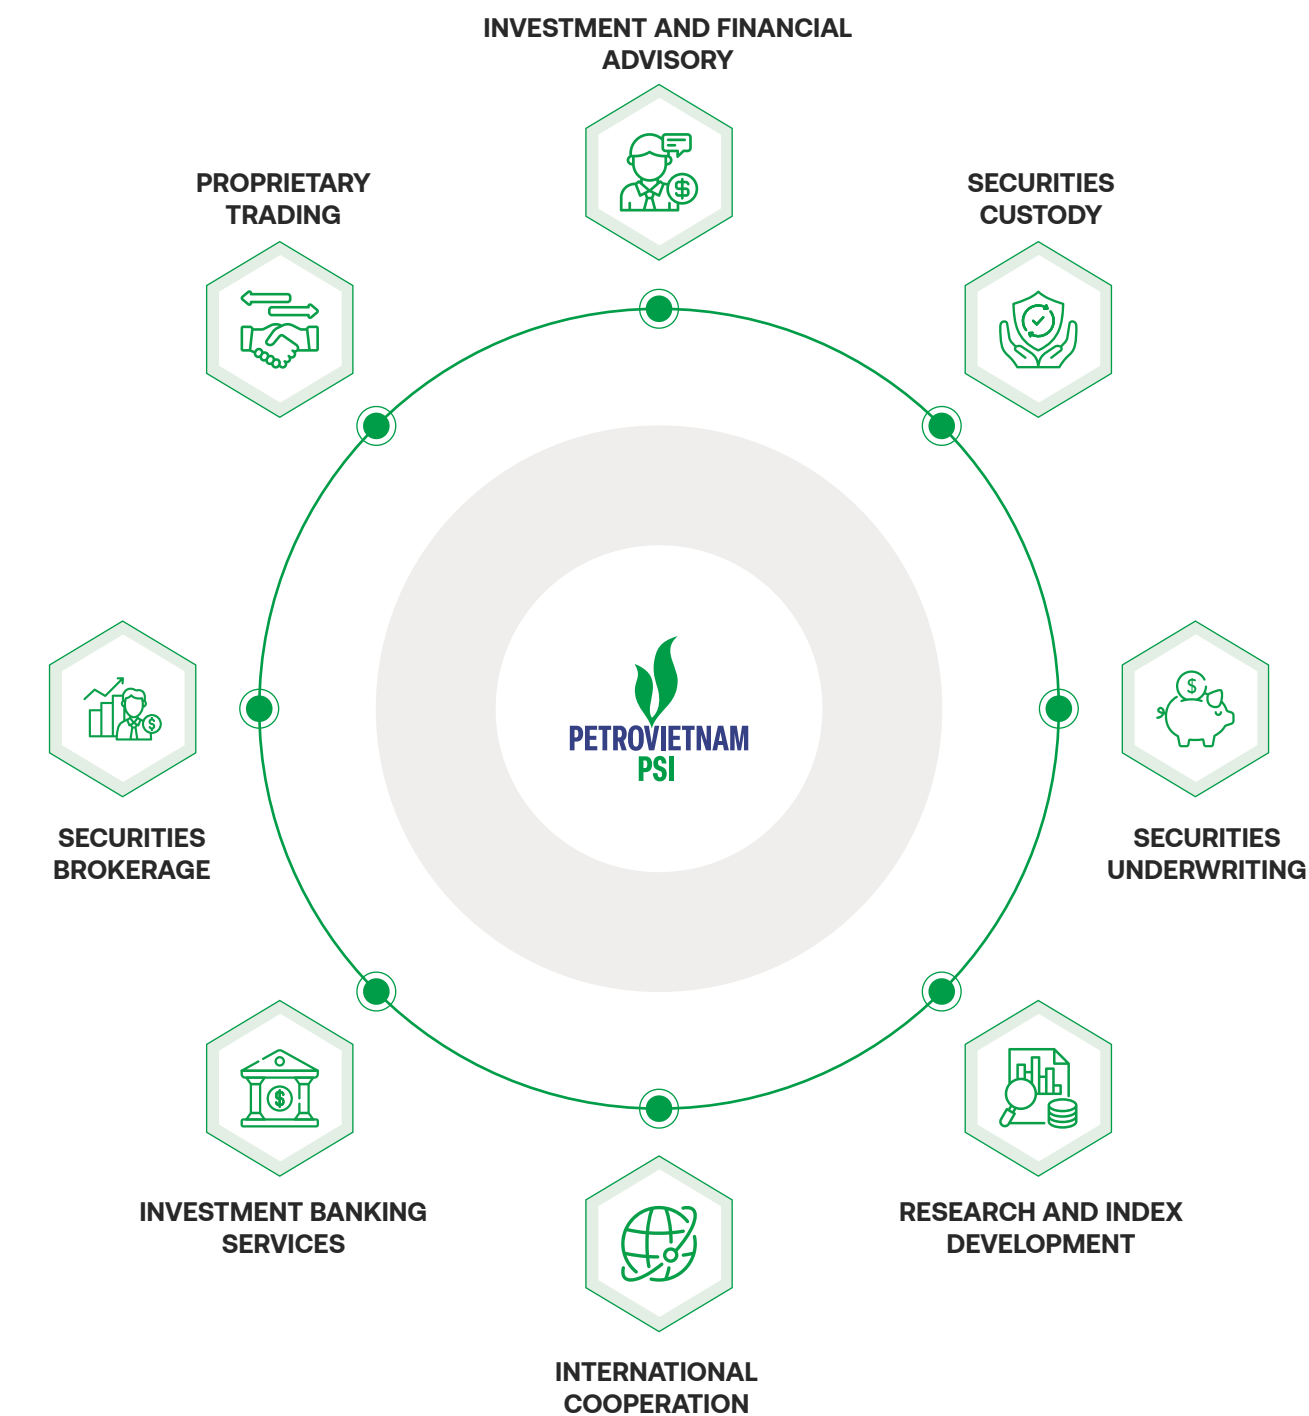 INVESTMENT AND FINANCIAL
ADVISORY
PROPRIETARY
TRADING
SECURITIES
CUSTODY
PETROVIETNAM
PSI
SECURITIES
BROKERAGE
SECURITIES
UNDERWRITING
INVESTMENT BANKING
SERVICES
RESEARCH AND INDEX
DEVELOPMENT
INTERNATIONAL
COOPERATION